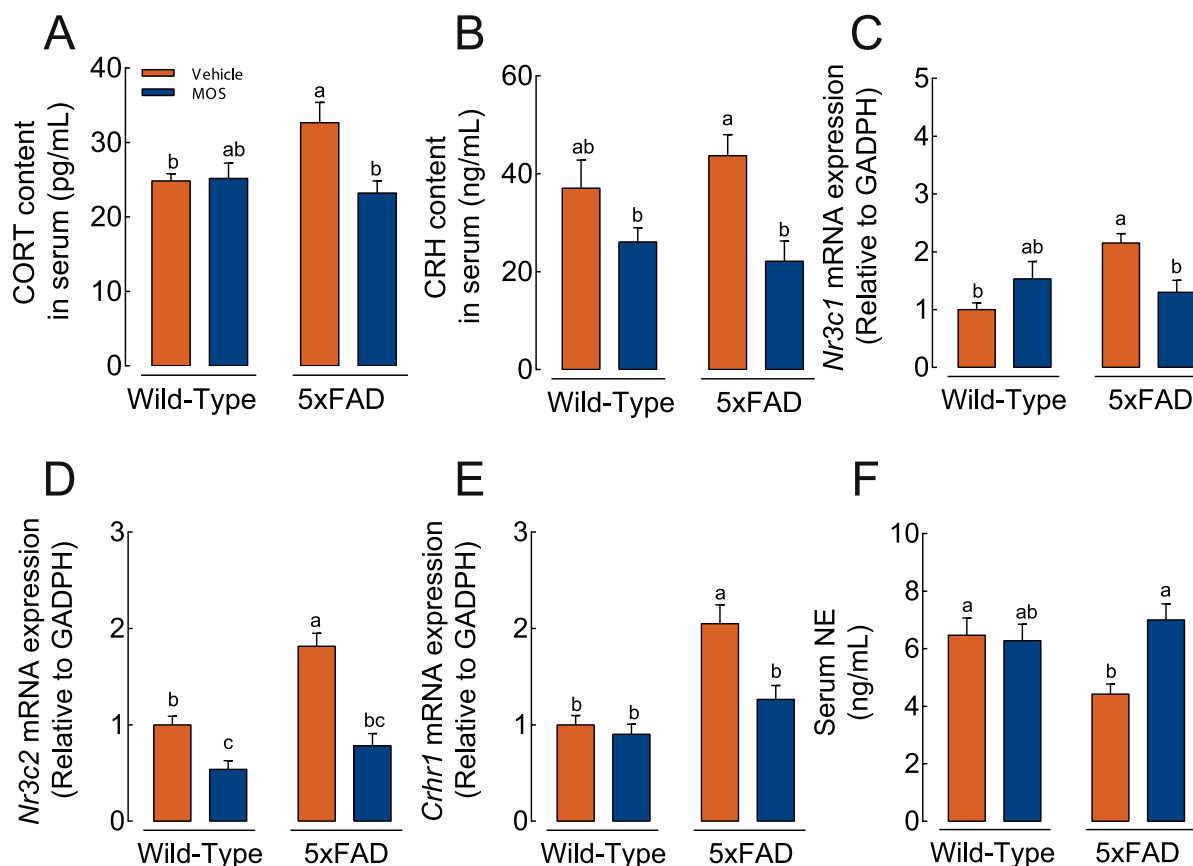 A
CORT content
in serum (pg/mL)
40
30
20
10
0
Vehicle
MOS
b
ab
a
b
Wild-Type
5xFAD
B
CRH content
in serum (ng/mL)
60
40
20
0
ab
b
a
b
Wild-Type
5xFAD
C
Nr3c1 mRNA expression
(Relative to GADPH)
5
4
3
2
1
0
b
ab
a
b
Wild-Type
5xFAD
D
Nr3c2 mRNA expression
(Relative to GADPH)
3
2
1
0
b
c
a
bc
Wild-Type
5xFAD
E
Crhr1 mRNA expression
(Relative to GADPH)
3
2
1
0
b
b
a
b
Wild-Type
5xFAD
F
Serum NE
(ng/mL)
10
8
6
4
2
0
a
ab
b
a
Wild-Type
5xFAD